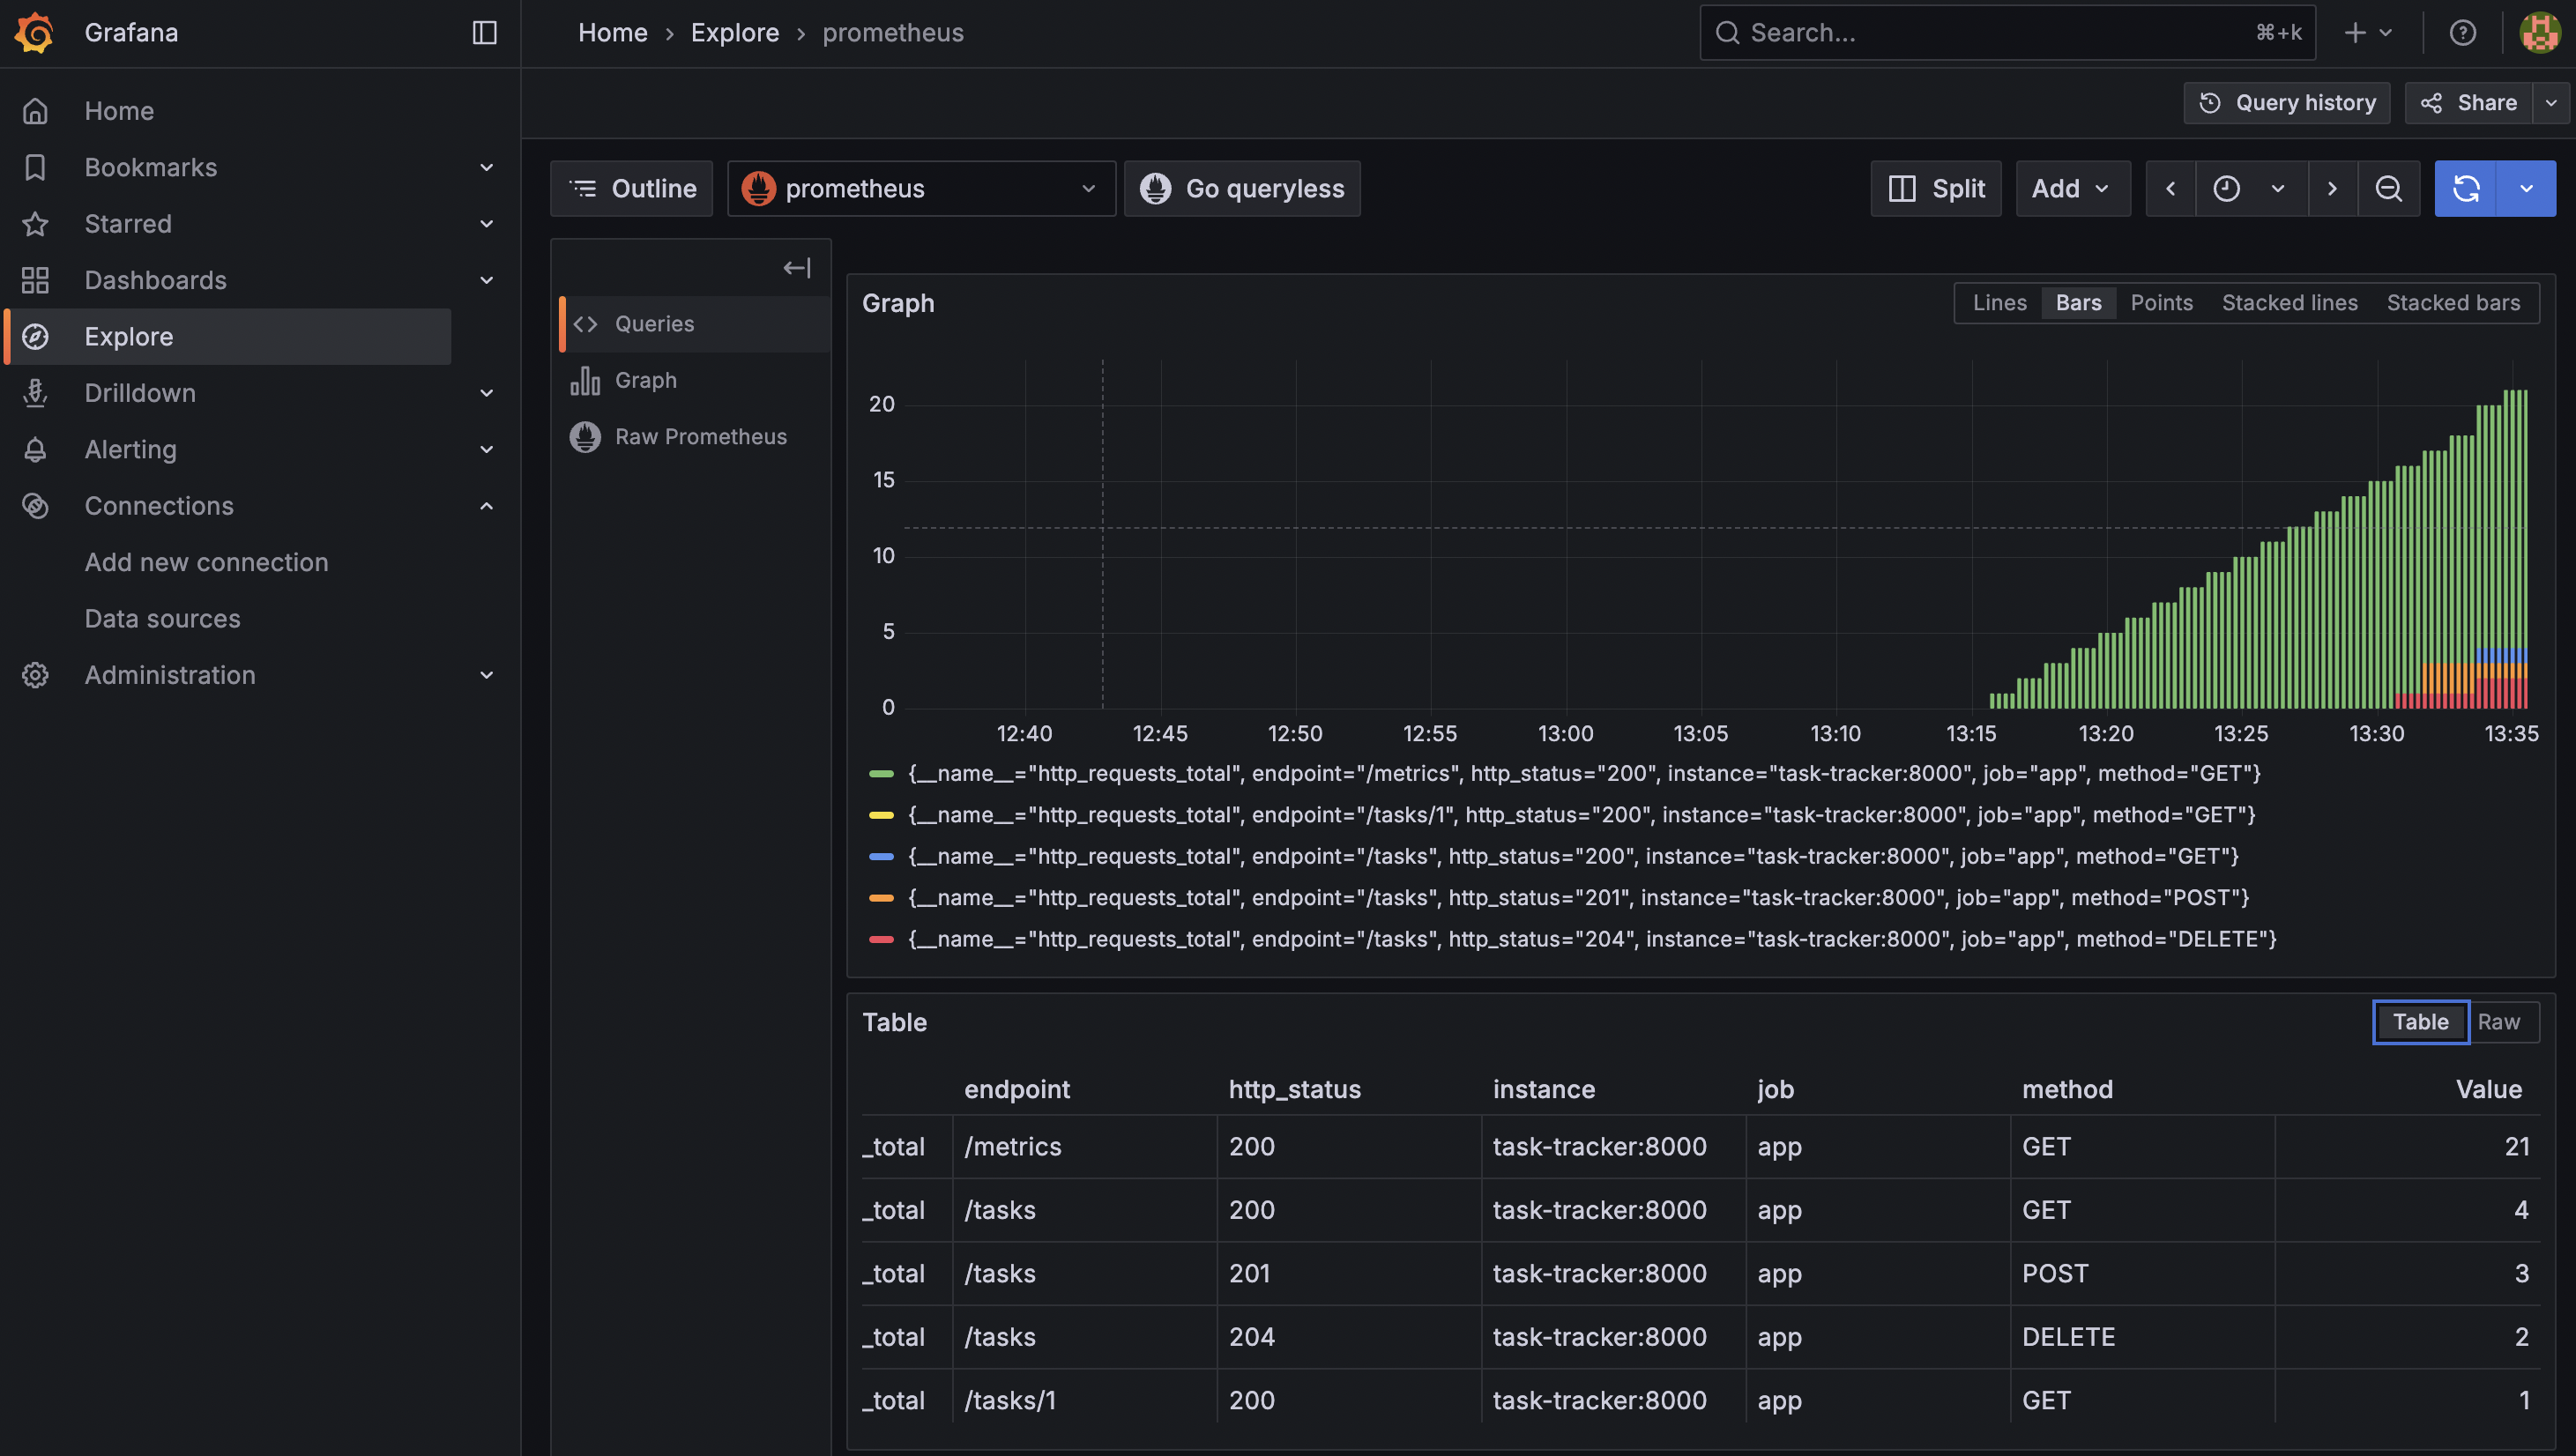 Grafana
Home › Explore › prometheus
Search... ⌘+k
Home
Bookmarks
Starred
Dashboards
Explore
Drilldown
Alerting
Connections
Add new connection
Data sources
Administration
Query history Share
Outline prometheus Go queryless Split Add
Queries
Graph
Raw Prometheus
Graph Lines Bars Points Stacked lines Stacked bars
20
15
10
5
0
12:40 12:45 12:50 12:55 13:00 13:05 13:10 13:15 13:20 13:25 13:30 13:35
{__name__="http_requests_total", endpoint="/metrics", http_status="200", instance="task-tracker:8000", job="app", method="GET"}
{__name__="http_requests_total", endpoint="/tasks/1", http_status="200", instance="task-tracker:8000", job="app", method="GET"}
{__name__="http_requests_total", endpoint="/tasks", http_status="200", instance="task-tracker:8000", job="app", method="GET"}
{__name__="http_requests_total", endpoint="/tasks", http_status="201", instance="task-tracker:8000", job="app", method="POST"}
{__name__="http_requests_total", endpoint="/tasks", http_status="204", instance="task-tracker:8000", job="app", method="DELETE"}
Table Table Raw
endpoint http_status instance job method Value
_total /metrics 200 task-tracker:8000 app GET 21
_total /tasks 200 task-tracker:8000 app GET 4
_total /tasks 201 task-tracker:8000 app POST 3
_total /tasks 204 task-tracker:8000 app DELETE 2
_total /tasks/1 200 task-tracker:8000 app GET 1